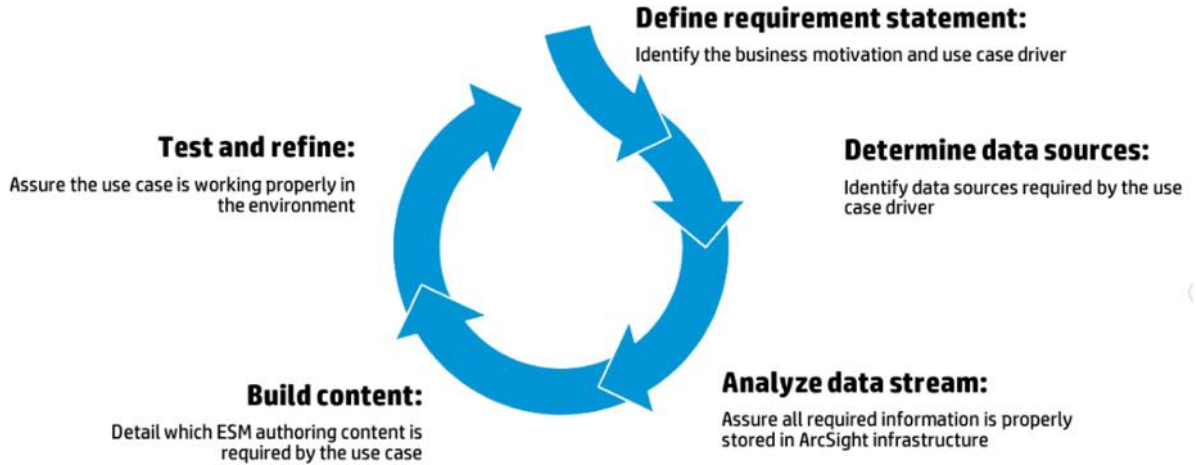 Define requirement statement:
Identify the business motivation and use case driver
Determine data sources:
Identify data sources required by the use
case driver
Analyze data stream:
Assure all required information is properly
stored in ArcSight infrastructure
Build content:
Detail which ESM authoring content is
required by the use case
Test and refine:
Assure the use case is working properly in
the environment